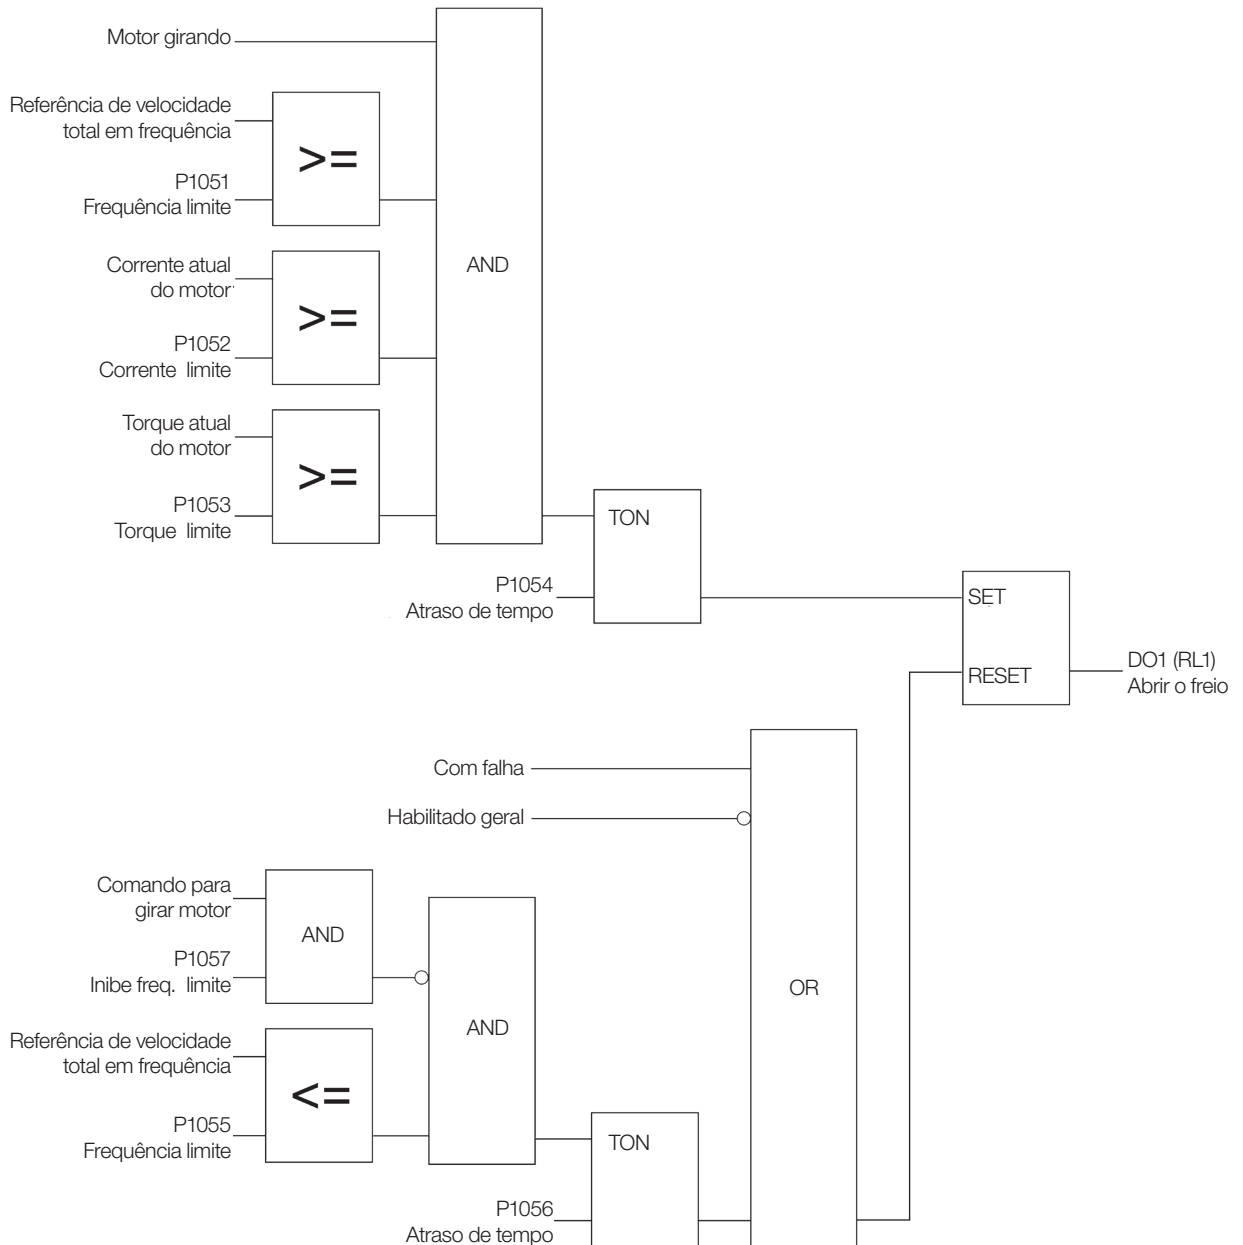 Motor girando
Referência de velocidade
total em frequência
>=
P1051
Frequência limite
Corrente atual
do motor
>=
P1052
Corrente limite
AND
Torque atual
do motor
>=
P1053
Torque limite
TON
P1054
Atraso de tempo
SET
RESET
DO1 (RL1)
Abrir o freio
Com falha
Habilitado geral
Comando para
girar motor
AND
P1057
Inibe freq. limite
AND
OR
Referência de velocidade
total em frequência
<=
P1055
Frequência limite
TON
P1056
Atraso de tempo